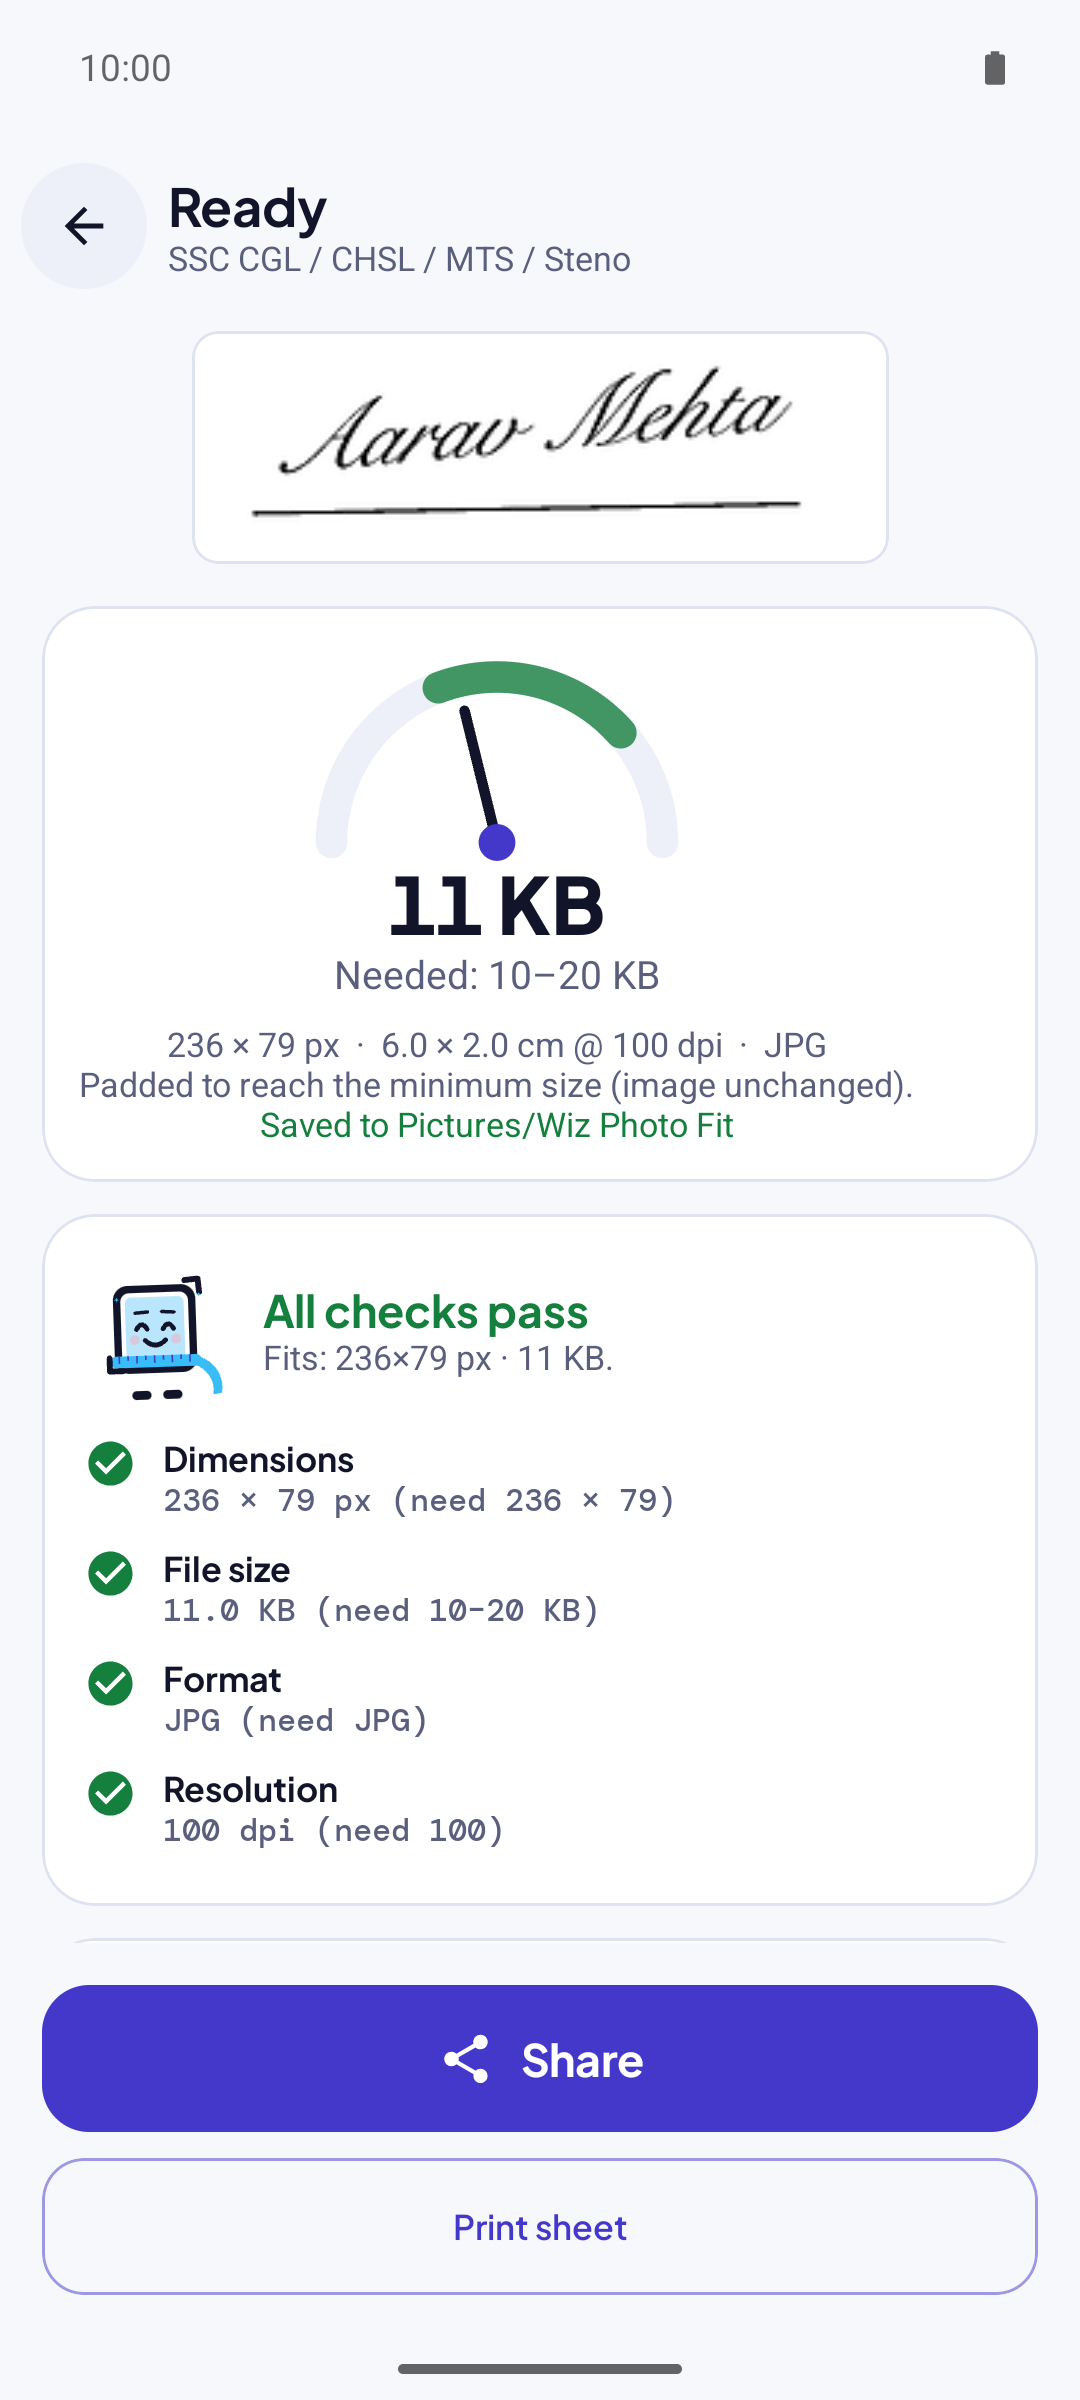 10:00
Ready
SSC CGL / CHSL / MTS / Steno
Aarav Mehta
11 KB
Needed: 10–20 KB
236 × 79 px · 6.0 × 2.0 cm @ 100 dpi · JPG
Padded to reach the minimum size (image unchanged).
Saved to Pictures/Wiz Photo Fit
All checks pass
Fits: 236×79 px · 11 KB.
Dimensions
236 × 79 px (need 236 × 79)
File size
11.0 KB (need 10–20 KB)
Format
JPG (need JPG)
Resolution
100 dpi (need 100)
Share
Print sheet